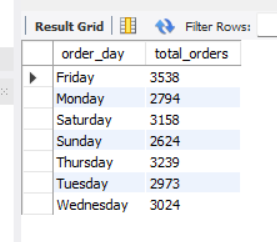 Result Grid Filter Rows:
order_day total_orders
Friday 3538
Monday 2794
Saturday 3158
Sunday 2624
Thursday 3239
Tuesday 2973
Wednesday 3024